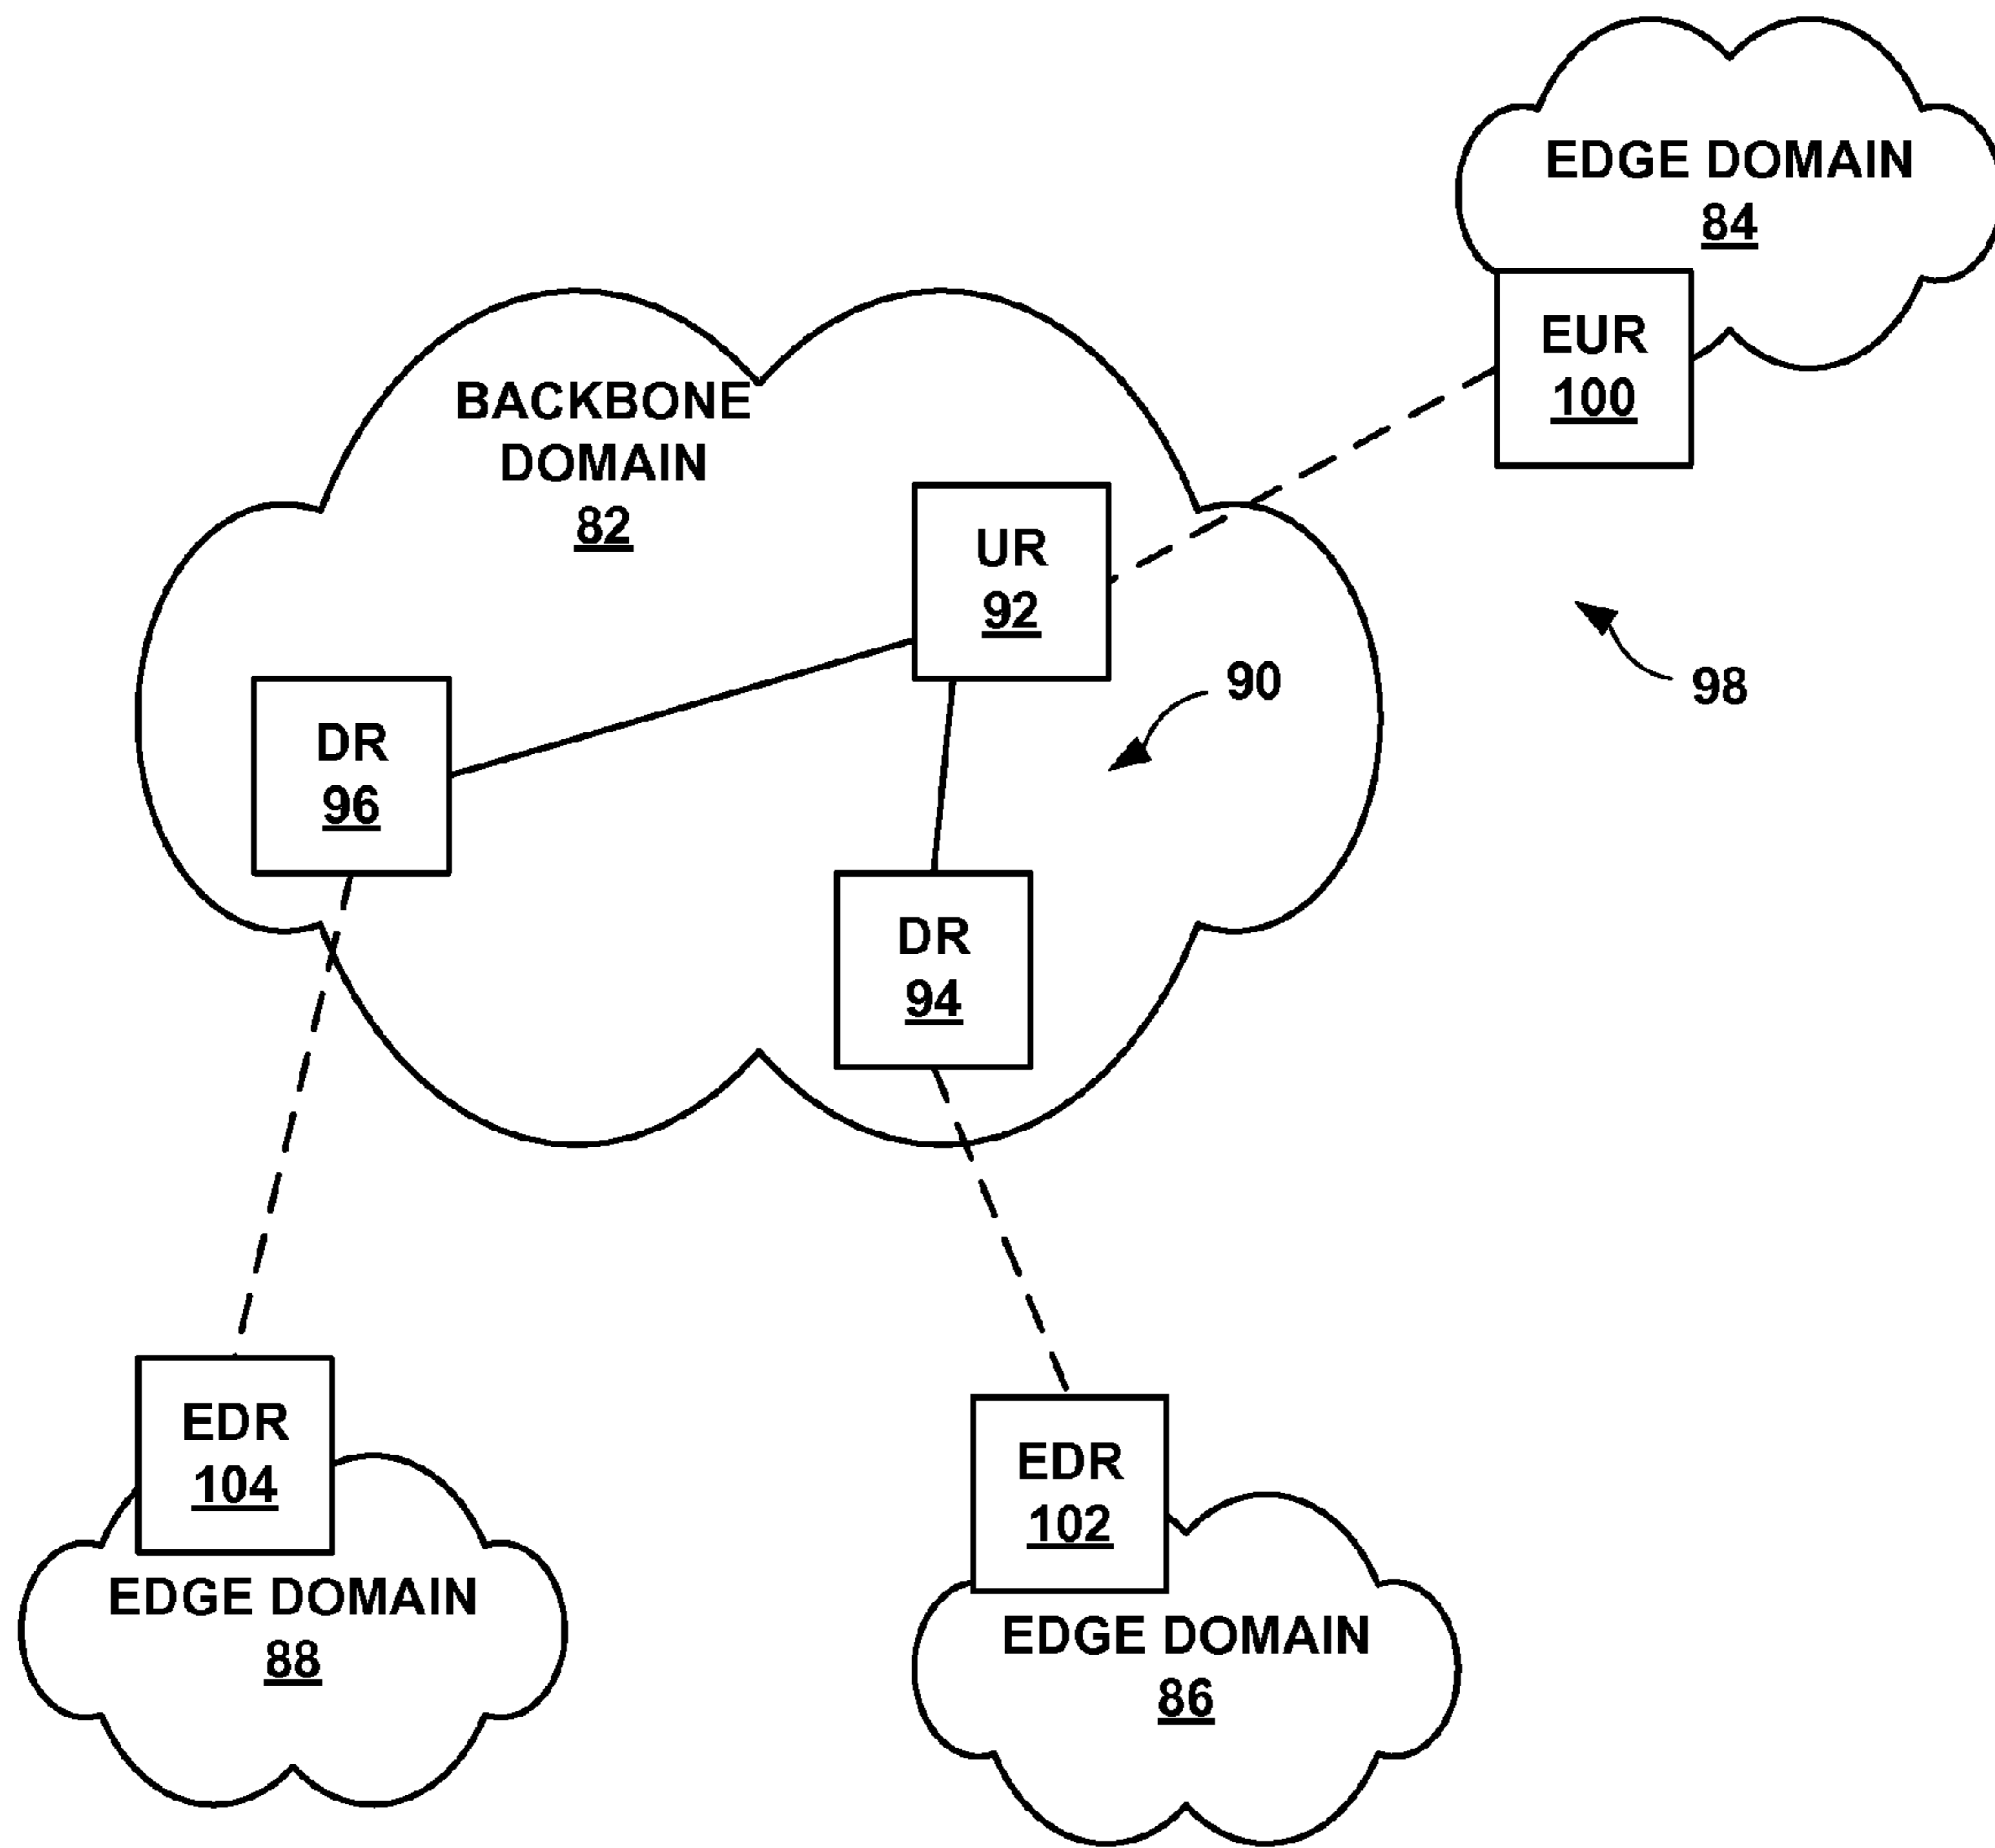 EDGE DOMAIN
84
EUR
100
BACKBONE
DOMAIN
82
UR
92
90
98
DR
96
DR
94
EDR
104
EDGE DOMAIN
88
EDR
102
EDGE DOMAIN
86